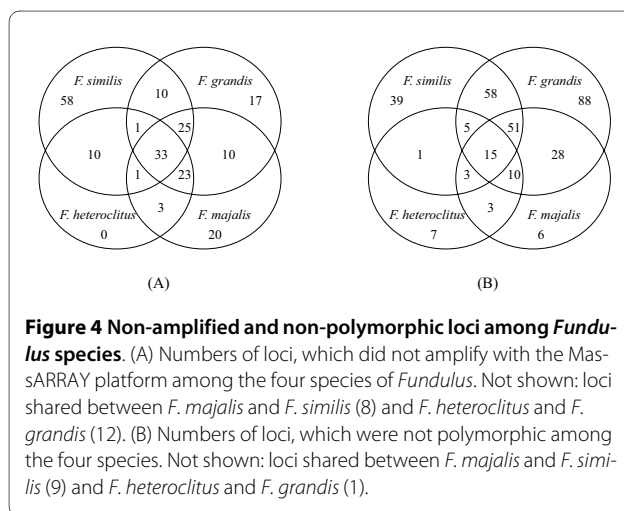 F. similis F. grandis F. similis F. grandis
58 10 17 39 58 88
1 25 5 51
10 33 10 1 15 28
1 23 3 10
F. heteroclitus 3 F. majalis F. heteroclitus 3 F. majalis
0 20 7 6
(A) (B)
Figure 4 Non-amplified and non-polymorphic loci among Fundu-
lus species. (A) Numbers of loci, which did not amplify with the Mas-
sARRAY platform among the four species of Fundulus. Not shown: loci
shared between F. majalis and F. similis (8) and F. heteroclitus and F.
grandis (12). (B) Numbers of loci, which were not polymorphic among
the four species. Not shown: loci shared between F. majalis and F. simi-
lis (9) and F. heteroclitus and F. grandis (1).